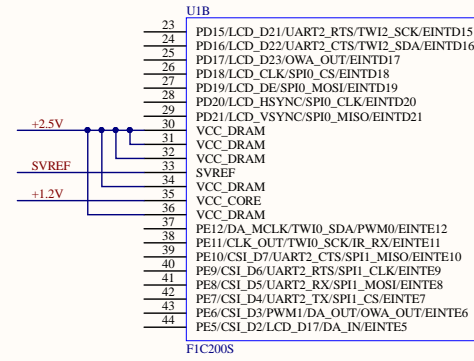 U1B
23 PD15/LCD_D21/UART2_RTS/TWI2_SCK/EINTD15
24 PD16/LCD_D22/UART2_CTS/TWI2_SDA/EINTD16
25 PD17/LCD_D23/OWA_OUT/EINTD17
26 PD18/LCD_CLK/SPI0_CS/EINTD18
27 PD19/LCD_DE/SPI0_MOSI/EINTD19
28 PD20/LCD_HSYNC/SPI0_CLK/EINTD20
29 PD21/LCD_VSYNC/SPI0_MISO/EINTD21
+2.5V 30 VCC_DRAM
31 VCC_DRAM
32 VCC_DRAM
SVREF 33 SVREF
34 VCC_DRAM
+1.2V 35 VCC_CORE
36 VCC_DRAM
37 PE12/DA_MCLK/TWI0_SDA/PWM0/EINTE12
38 PE11/CLK_OUT/TWI0_SCK/IR_RX/EINTE11
39 PE10/CSI_D7/UART2_CTS/SPI1_MISO/EINTE10
40 PE9/CSI_D6/UART2_RTS/SPI1_CLK/EINTE9
41 PE8/CSI_D5/UART2_RX/SPI1_MOSI/EINTE8
42 PE7/CSI_D4/UART2_TX/SPI1_CS/EINTE7
43 PE6/CSI_D3/PWM1/DA_OUT/OWA_OUT/EINTE6
44 PE5/CSI_D2/LCD_D17/DA_IN/EINTE5
F1C200S